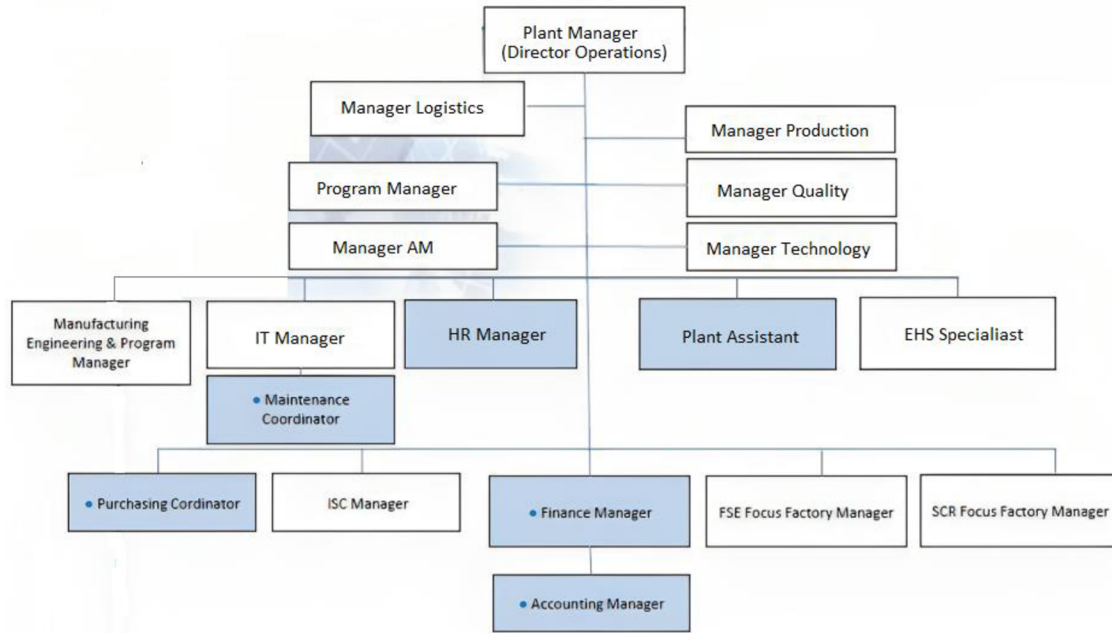 Plant Manager
(Director Operations)
Manager Logistics
Manager Production
Program Manager
Manager Quality
Manager AM
Manager Technology
Manufacturing
Engineering & Program
Manager
IT Manager
HR Manager
Plant Assistant
EHS Specialiast
• Maintenance
Coordinator
• Purchasing Cordinator
ISC Manager
• Finance Manager
FSE Focus Factory Manager
SCR Focus Factory Manager
• Accounting Manager